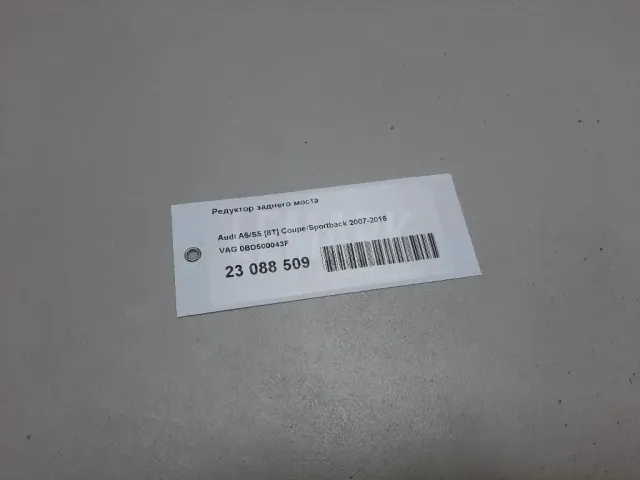 Редуктор заднего моста
Audi A5/S5 [8T] Coupe/Sportback 2007-2016
VAG 0BD500043F
23 088 509